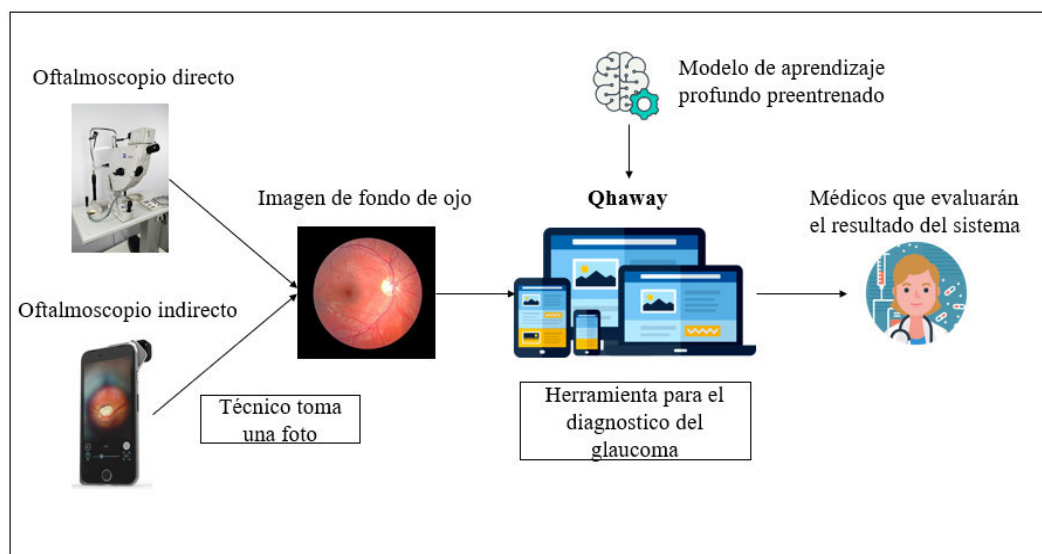 Oftalmoscopio directo
Modelo de aprendizaje
profundo preentrenado
Imagen de fondo de ojo
Qhaway
Médicos que evaluarán
el resultado del sistema
Oftalmoscopio indirecto
Técnico toma
una foto
Herramienta para el
diagnostico del
glaucoma